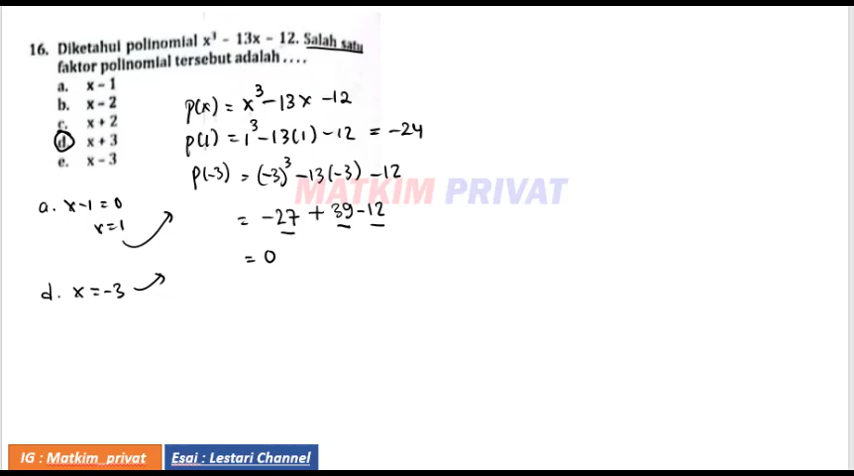 16. Diketahui polinomial x³ – 13x – 12. Salah satu
faktor polinomial tersebut adalah . . . .
a. x – 1
b. x – 2
c. x + 2
d. x + 3
e. x – 3
p(x) = x³ – 13x – 12
p(1) = 1³ – 13(1) – 12 = –24
p(–3) = (–3)³ – 13(–3) – 12
= –27 + 39 – 12
= 0
a. x – 1 = 0
x = 1
d. x = –3
MATKIM PRIVAT
IG : Matkim_privat
Esai : Lestari Channel